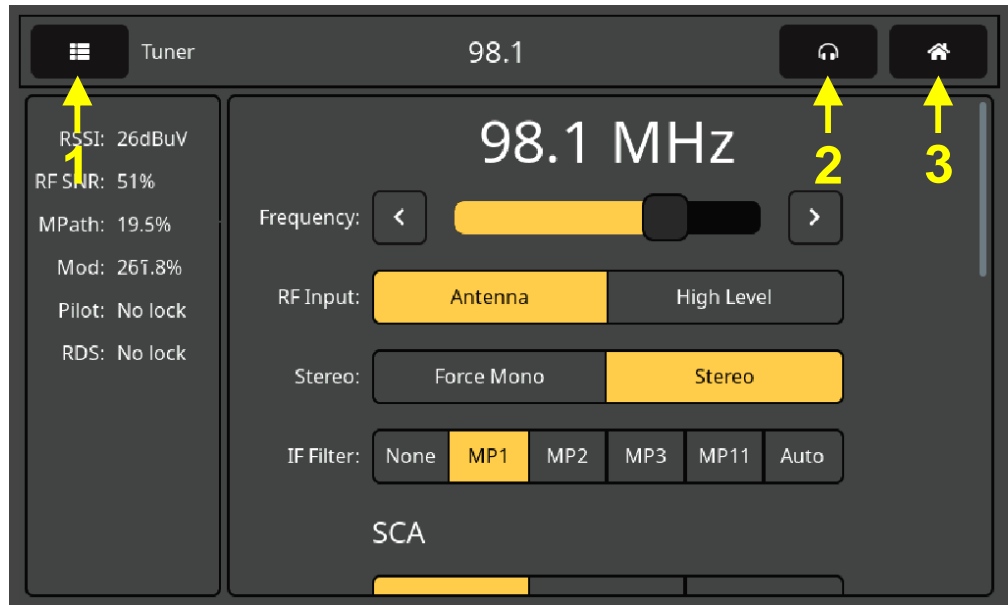 Tuner 98.1
1 2 3
RSSI: 26dBuV
RF SNR: 51%
MPath: 19.5%
Mod: 261.8%
Pilot: No lock
RDS: No lock
98.1 MHz
Frequency: < >
RF Input: Antenna High Level
Stereo: Force Mono Stereo
IF Filter: None MP1 MP2 MP3 MP11 Auto
SCA